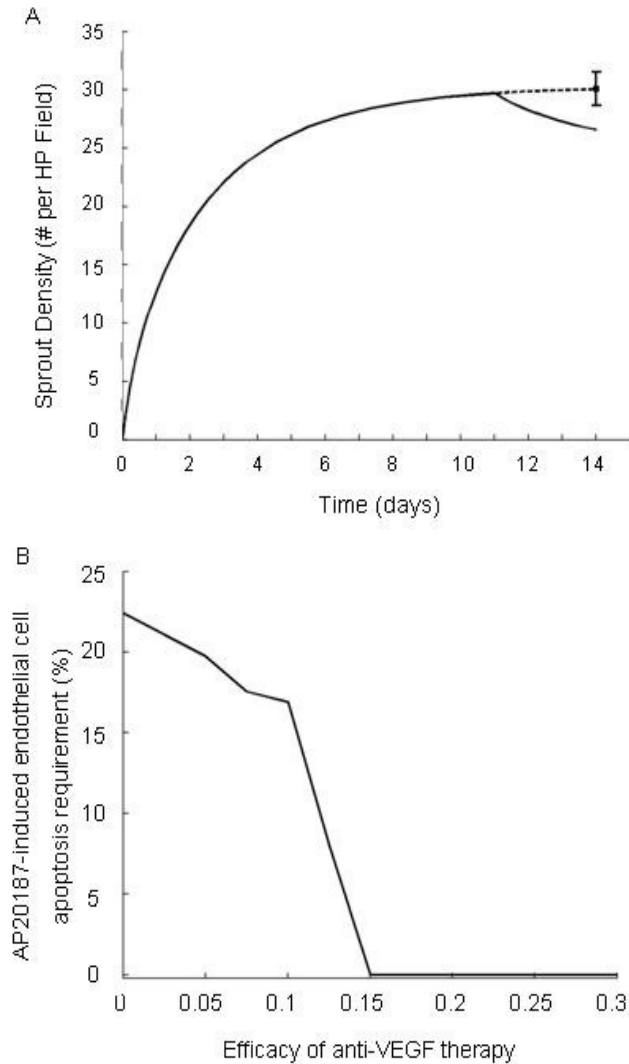 A
Sprout Density (# per HP Field)
35
30
25
20
15
10
5
0
0 2 4 6 8 10 12 14
Time (days)
B
AP20187-induced endothelial cell
apoptosis requirement (%)
25
20
15
10
5
0
0 0.05 0.1 0.15 0.2 0.25 0.3
Efficacy of anti-VEGF therapy